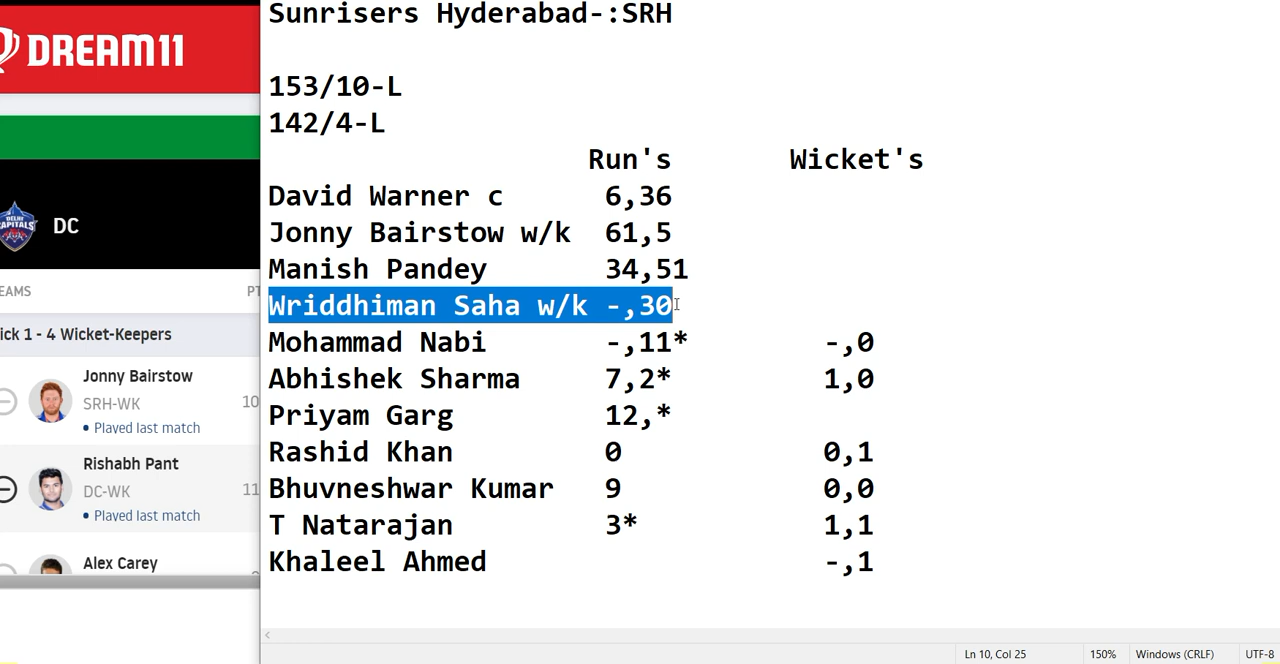 DREAM11
DELHI CAPITALS
DC
EAMS
PT
ick 1 - 4 Wicket-Keepers
Jonny Bairstow
SRH-WK
10
Played last match
Rishabh Pant
DC-WK
11
Played last match
Alex Carey
Sunrisers Hyderabad-:SRH
153/10-L
142/4-L
Run's Wicket's
David Warner c 6,36
Jonny Bairstow w/k 61,5
Manish Pandey 34,51
Wriddhiman Saha w/k -,30
Mohammad Nabi -,11* -,0
Abhishek Sharma 7,2* 1,0
Priyam Garg 12,*
Rashid Khan 0 0,1
Bhuvneshwar Kumar 9 0,0
T Natarajan 3* 1,1
Khaleel Ahmed -,1
Ln 10, Col 25
150%
Windows (CRLF)
UTF-8